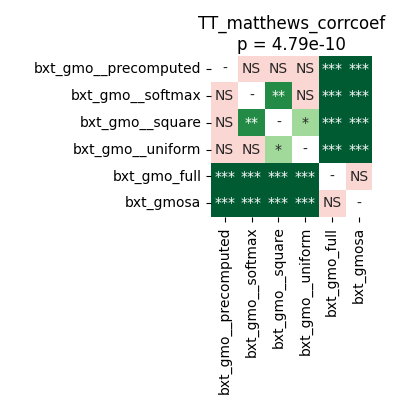 TT_matthews_corrcoef
p = 4.79e-10
bxt_gmo__precomputed - NS NS NS *** ***
bxt_gmo__softmax NS - ** NS *** ***
bxt_gmo__square NS ** - * *** ***
bxt_gmo__uniform NS NS * - *** ***
bxt_gmo_full *** *** *** *** - NS
bxt_gmosa *** *** *** *** NS -
bxt_gmo__precomputed
bxt_gmo__softmax
bxt_gmo__square
bxt_gmo__uniform
bxt_gmo_full
bxt_gmosa